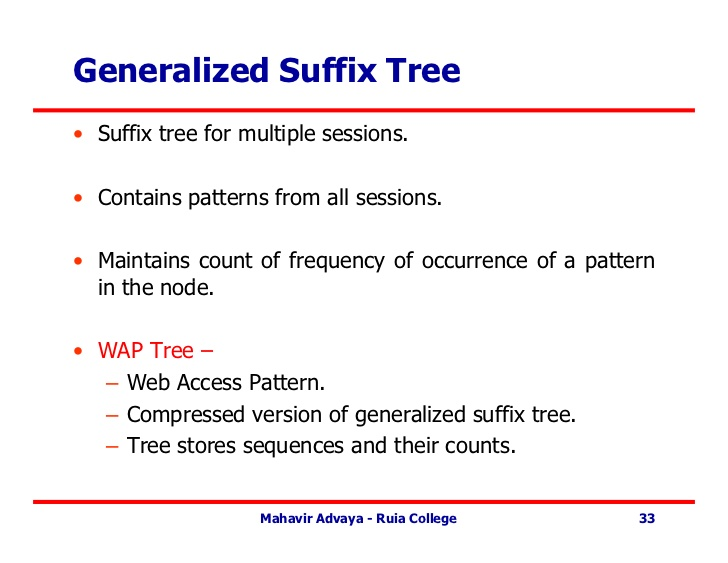 Generalized Suffix Tree
• Suffix tree for multiple sessions.
• Contains patterns from all sessions.
• Maintains count of frequency of occurrence of a pattern
in the node.
• WAP Tree –
– Web Access Pattern.
– Compressed version of generalized suffix tree.
– Tree stores sequences and their counts.
Mahavir Advaya - Ruia College 33